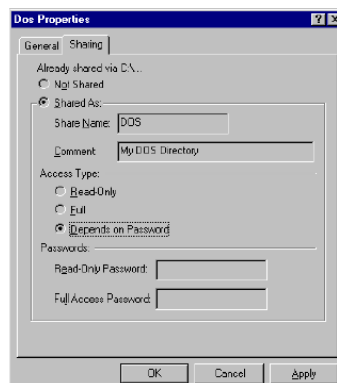 Dos Properties
General Sharing
Already shared via C:\...
Not Shared
Shared As:
Share Name: DOS
Comment: My DOS Directory
Access Type:
Read-Only
Full
Depends on Password
Passwords:
Read-Only Password:
Full Access Password:
OK Cancel Apply